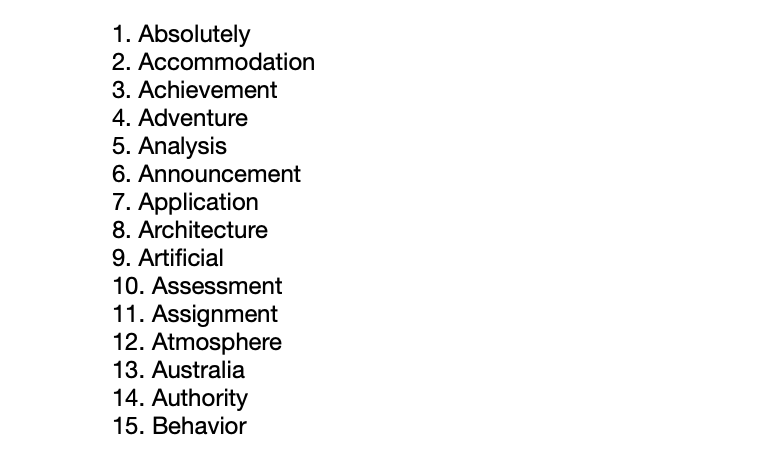 1. Absolutely
2. Accommodation
3. Achievement
4. Adventure
5. Analysis
6. Announcement
7. Application
8. Architecture
9. Artificial
10. Assessment
11. Assignment
12. Atmosphere
13. Australia
14. Authority
15. Behavior